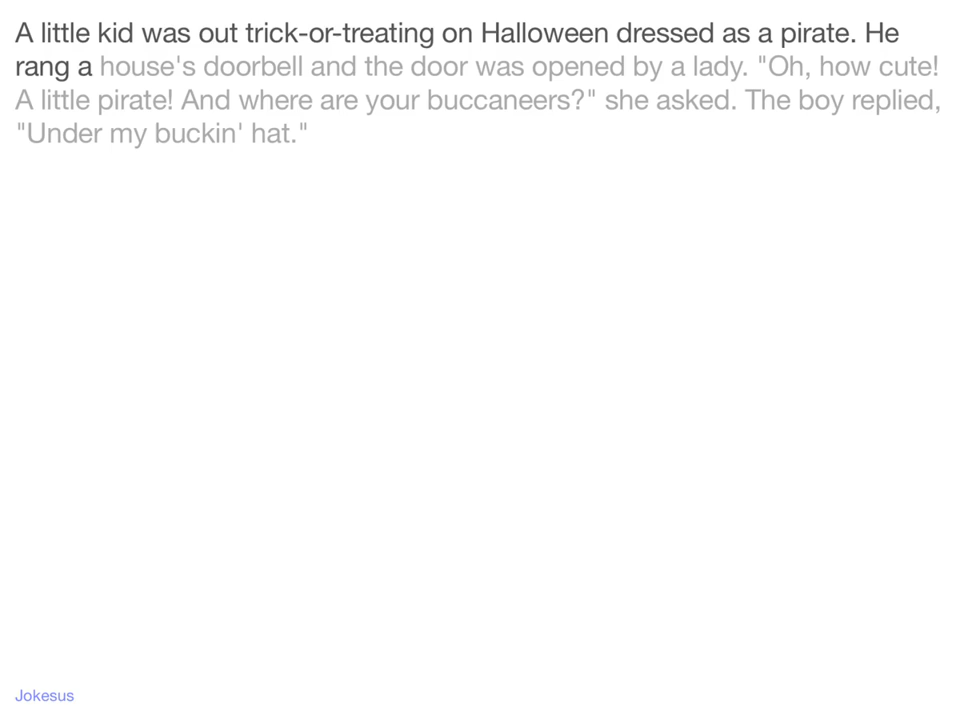 A little kid was out trick-or-treating on Halloween dressed as a pirate. He
rang a house's doorbell and the door was opened by a lady. "Oh, how cute!
A little pirate! And where are your buccaneers?" she asked. The boy replied,
"Under my buckin' hat."
Jokesus